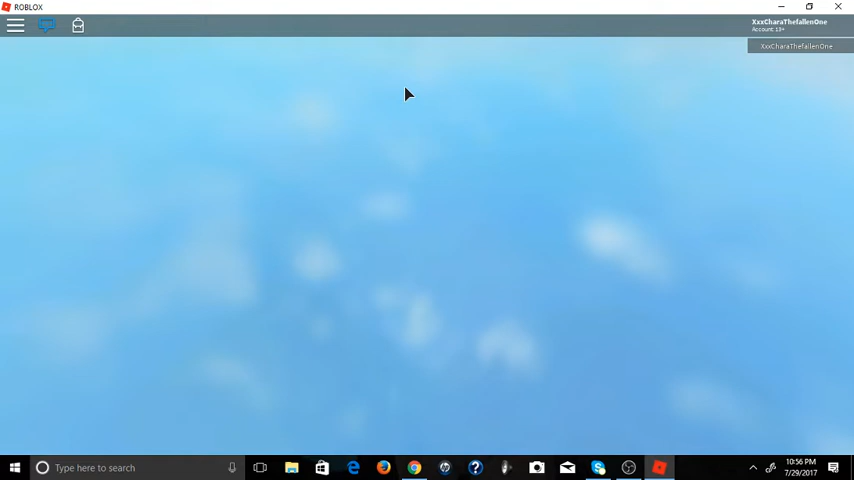 ROBLOX
XxxCharaThefallenOne
Account: 13+
XxxCharaThefallenOne
Type here to search
10:56 PM
7/29/2017